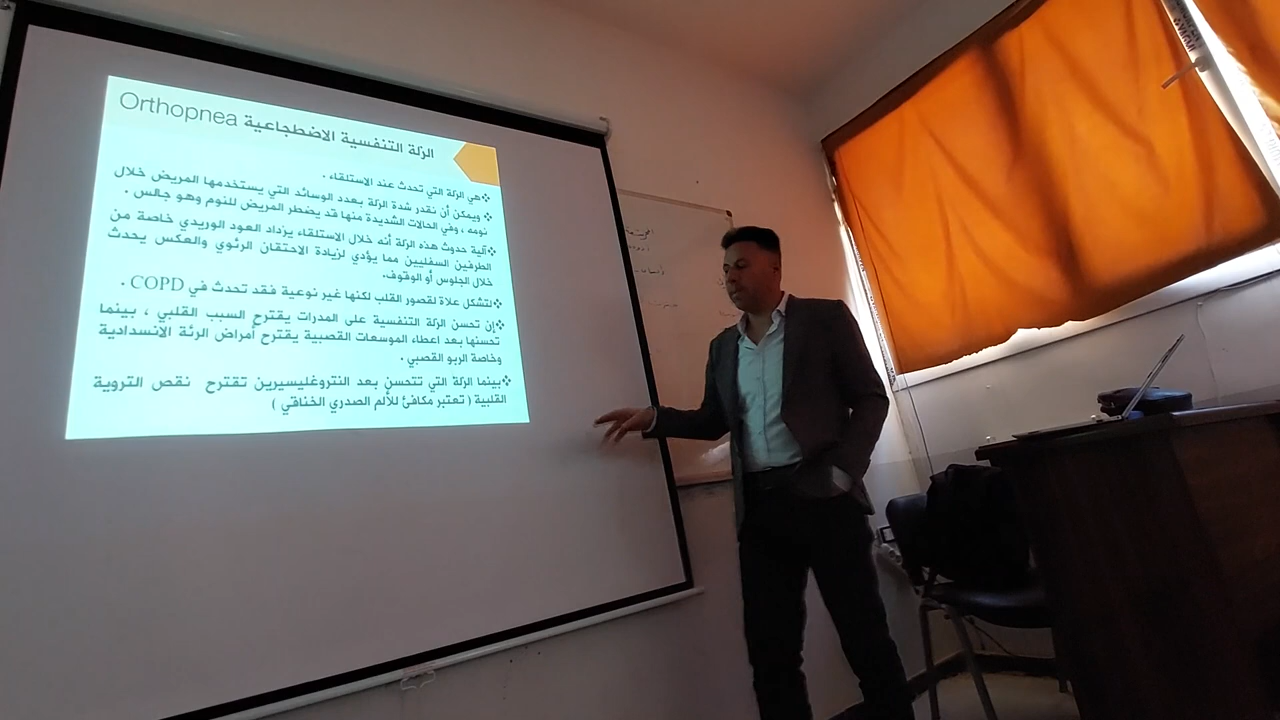 الزلة التنفسية الاضطجاعية Orthopnea
❖هي الزلة التي تحدث عند الاستلقاء .
❖ ويمكن أن نقدر شدة الزلة بعدد الوسائد التي يستخدمها المريض خلال
نومه ، وفي الحالات الشديدة منها قد يضطر المريض للنوم وهو جالس .
❖آلية حدوث هذه الزلة أنه خلال الاستلقاء يزداد العود الوريدي خاصة من
الطرفين السفليين مما يؤدي لزيادة الاحتقان الرئوي والعكس يحدث
خلال الجلوس أو الوقوف.
❖لتشكل علاة لقصور القلب لكنها غير نوعية فقد تحدث في COPD .
❖إن تحسن الزلة التنفسية على المدرات يقترح السبب القلبي ، بينما
تحسنها بعد اعطاء الموسعات القصبية يقترح أمراض الرئة الانسدادية
وخاصة الربو القصبي .
❖بينما الزلة التي تتحسن بعد النتروغليسيرين تقترح نقص التروية
القلبية ( تعتبر مكافئ للألم الصدري الخناقي )